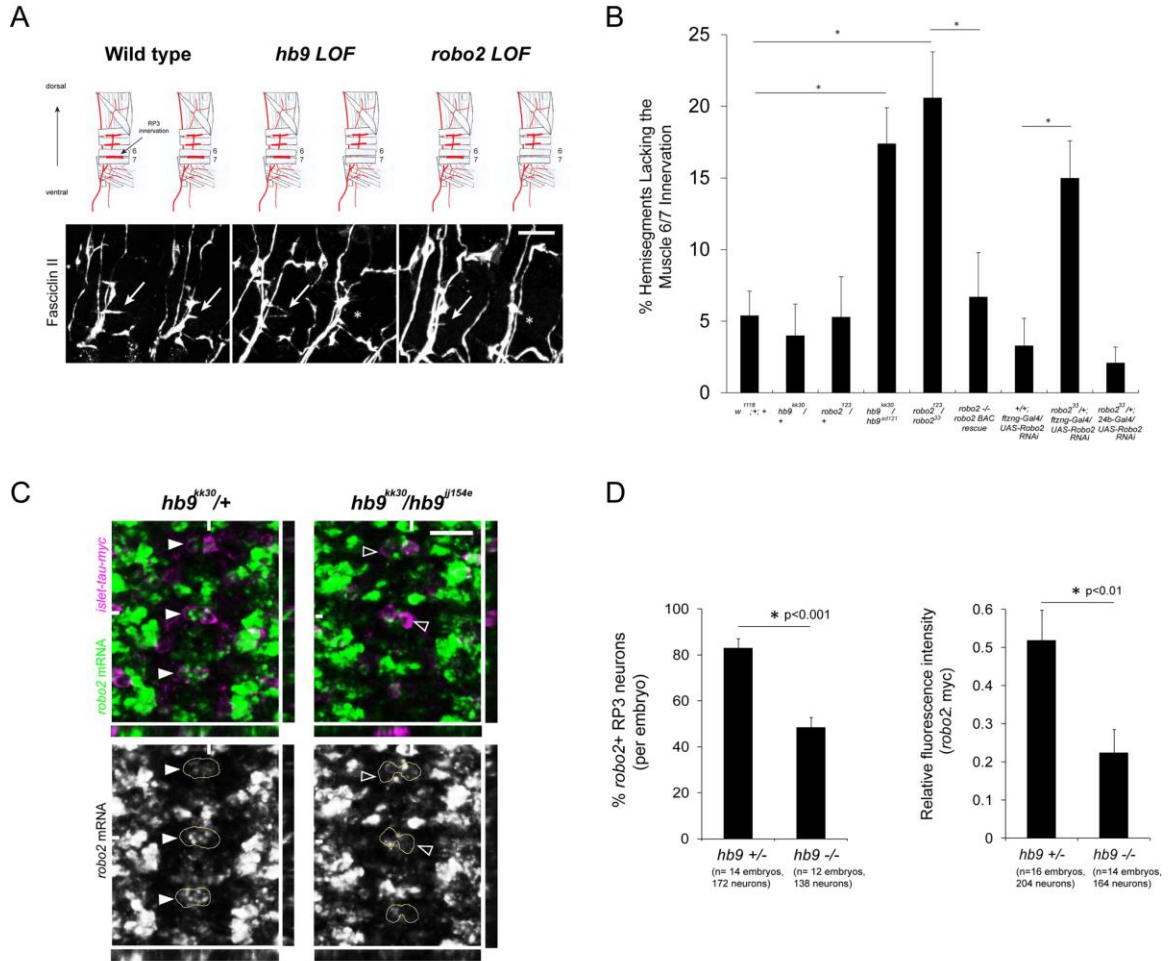 A
Wild type
hb9 LOF
robo2 LOF
dorsal
RP3
innervation
6
7
6
7
6
7
ventral
Fasciclin II
*
*
B
% Hemisegments Lacking the
Muscle 6/7 Innervation
25
20
15
10
5
0
*
*
*
*
w1118;+; +
hb9kk30/
+
robo2123/
+
hb9kk30/
hb9ad121
robo2123/
robo233
robo2 -/-
robo2 BAC
rescue
+/+;
ftzng-Gal4/
UAS-Robo2
RNAi
robo233/+;
ftzng-Gal4/
UAS-Robo2
RNAi
robo233/+;
24b-Gal4/
UAS-Robo2
RNAi
C
hb9kk30/+
hb9kk30/hb9jj154e
islet-tau-myc
robo2 mRNA
robo2 mRNA
D
% robo2+ RP3 neurons
(per embryo)
100
80
60
40
20
0
* p<0.001
hb9 +/-
(n= 14 embryos,
172 neurons)
hb9 -/-
(n= 12 embryos,
138 neurons)
Relative fluorescence intensity
(robo2 myc)
0.6
0.5
0.4
0.3
0.2
0.1
0
* p<0.01
hb9 +/-
(n=16 embryos,
204 neurons)
hb9 -/-
(n=14 embryos,
164 neurons)